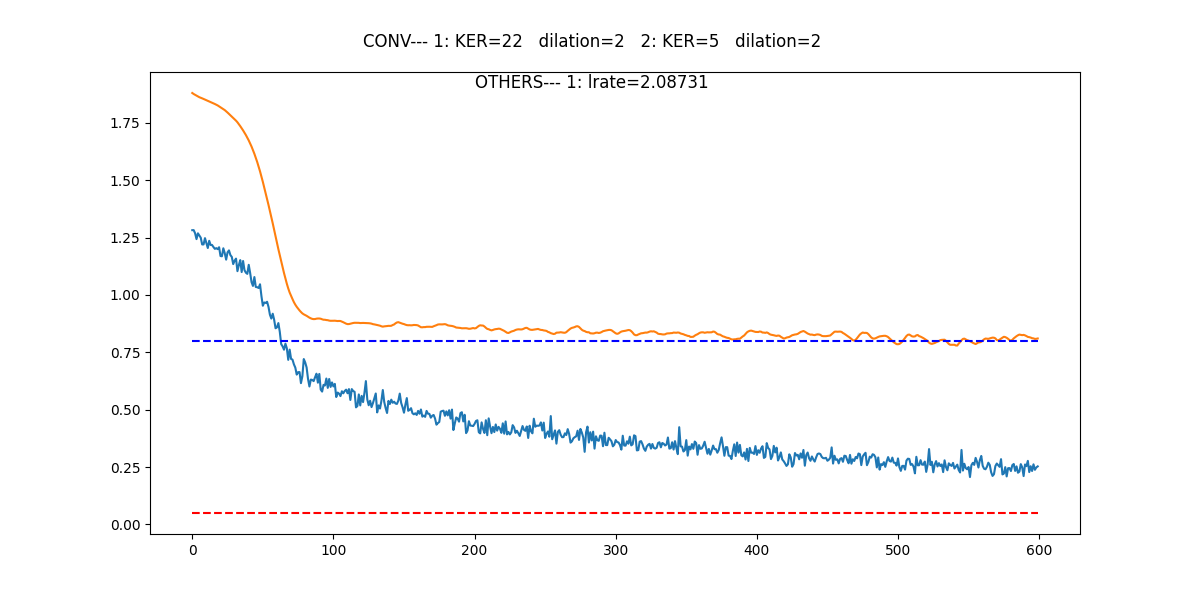 CONV--- 1: KER=22   dilation=2   2: KER=5   dilation=2
OTHERS--- 1: lrate=2.08731
1.75
1.50
1.25
1.00
0.75
0.50
0.25
0.00
0 100 200 300 400 500 600